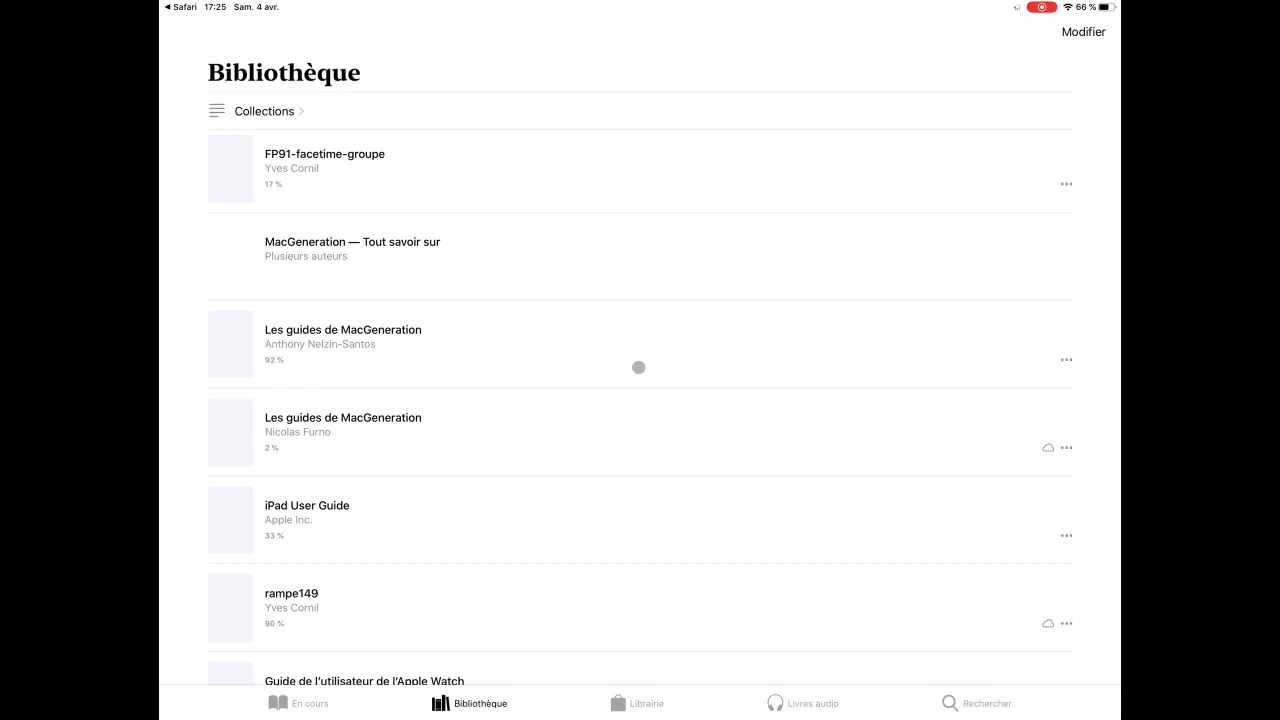 ◀ Safari 17:25 Sam. 4 avr. 66 %
Modifier
Bibliothèque
Collections
FP91-facetime-groupe
Yves Cornil
17 %
MacGeneration — Tout savoir sur
Plusieurs auteurs
Les guides de MacGeneration
Anthony Nelzin-Santos
92 %
Les guides de MacGeneration
Nicolas Furno
2 %
iPad User Guide
Apple Inc.
33 %
rampe149
Yves Cornil
90 %
Guide de l’utilisateur de l’Apple Watch
En cours Bibliothèque Librairie Livres audio Rechercher